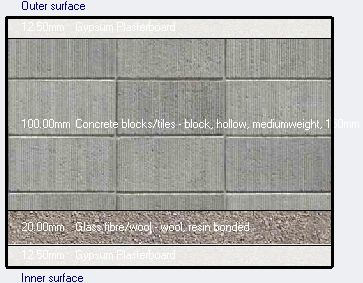 Outer surface
12.50mm Gypsum Plasterboard
100.00mm Concrete blocks/tiles - block, hollow, mediumweight, 150mm
20.00mm Glass fibre/wool - wool, resin bonded
12.50mm Gypsum Plasterboard
Inner surface